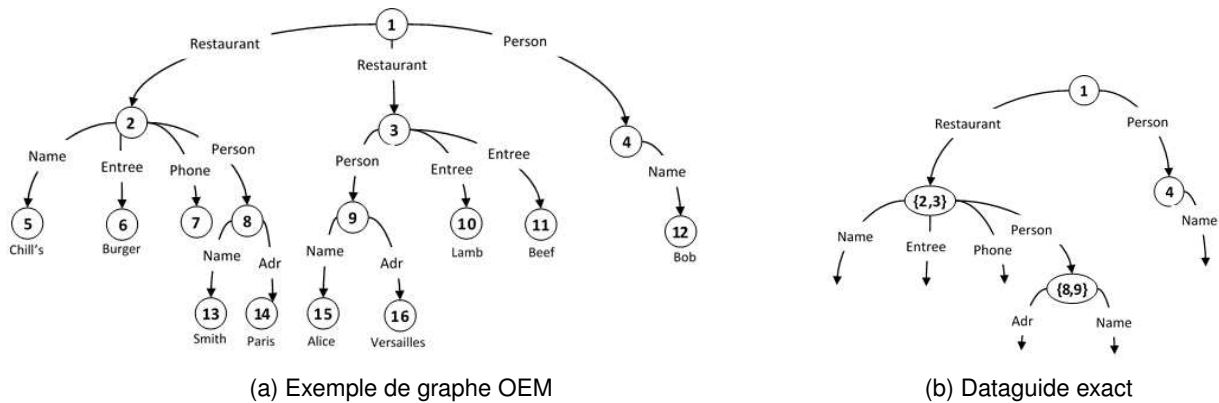 1
Restaurant
Restaurant
Person
2
3
4
Name
Entree
Phone
Person
Person
Entree
Entree
Name
5
6
7
8
9
10
11
12
Chill's
Burger
Lamb
Beef
Bob
Name
Adr
Name
Adr
13
14
15
16
Smith
Paris
Alice
Versailles
(a) Exemple de graphe OEM
1
Restaurant
Person
{2,3}
4
Name
Entree
Phone
Person
Name
{8,9}
Adr
Name
(b) Dataguide exact